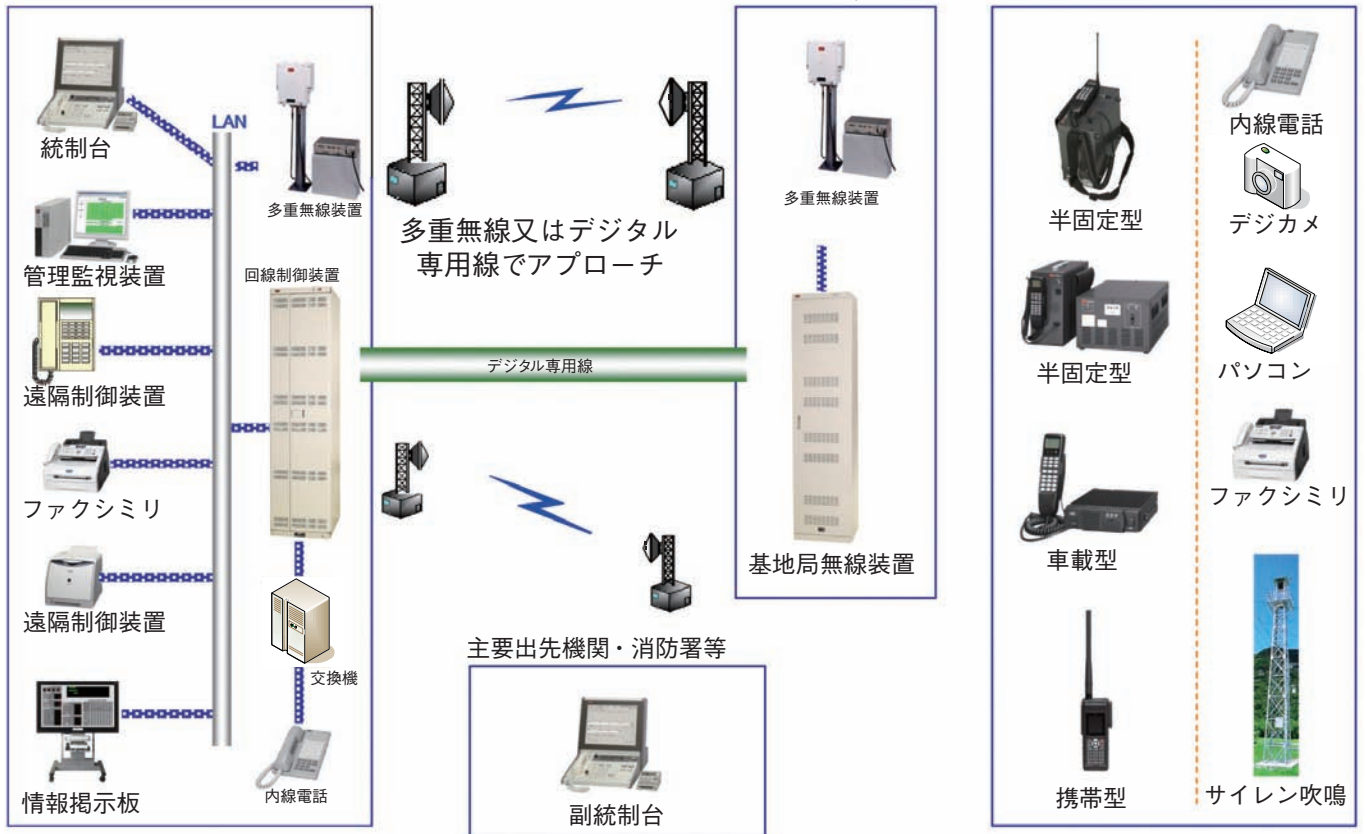 統制台
LAN
多重無線装置
管理監視装置
回線制御装置
遠隔制御装置
ファクシミリ
遠隔制御装置
交換機
情報掲示板
内線電話
多重無線又はデジタル
専用線でアプローチ
デジタル専用線
主要出先機関・消防署等
副統制台
多重無線装置
基地局無線装置
半固定型
半固定型
車載型
携帯型
内線電話
デジカメ
パソコン
ファクシミリ
サイレン吹鳴